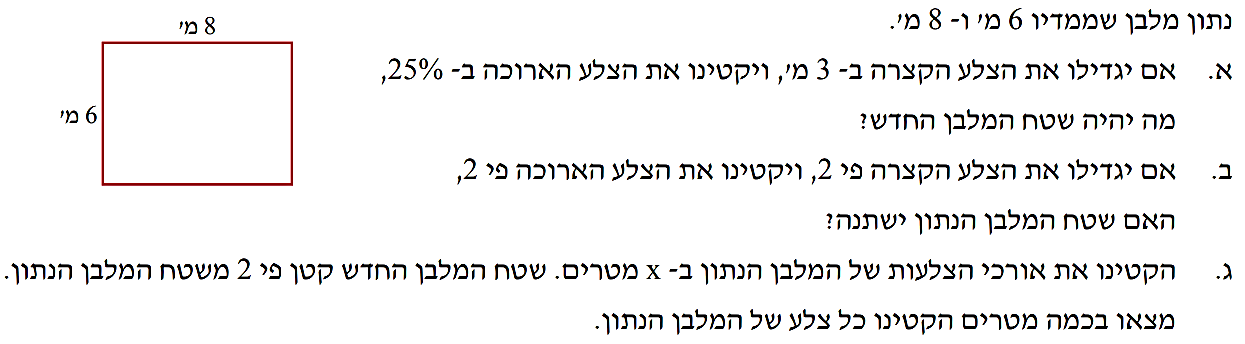 נתון מלבן שממדיו 6 מ׳ ו- 8 מ׳.
8 מ׳
6 מ׳
א. אם יגדילו את הצלע הקצרה ב- 3 מ׳, ויקטינו את הצלע הארוכה ב- 25%,
מה יהיה שטח המלבן החדש?
ב. אם יגדילו את הצלע הקצרה פי 2, ויקטינו את הצלע הארוכה פי 2,
האם שטח המלבן הנתון ישתנה?
ג. הקטינו את אורכי הצלעות של המלבן הנתון ב- x מטרים. שטח המלבן החדש קטן פי 2 משטח המלבן הנתון.
מצאו בכמה מטרים הקטינו כל צלע של המלבן הנתון.